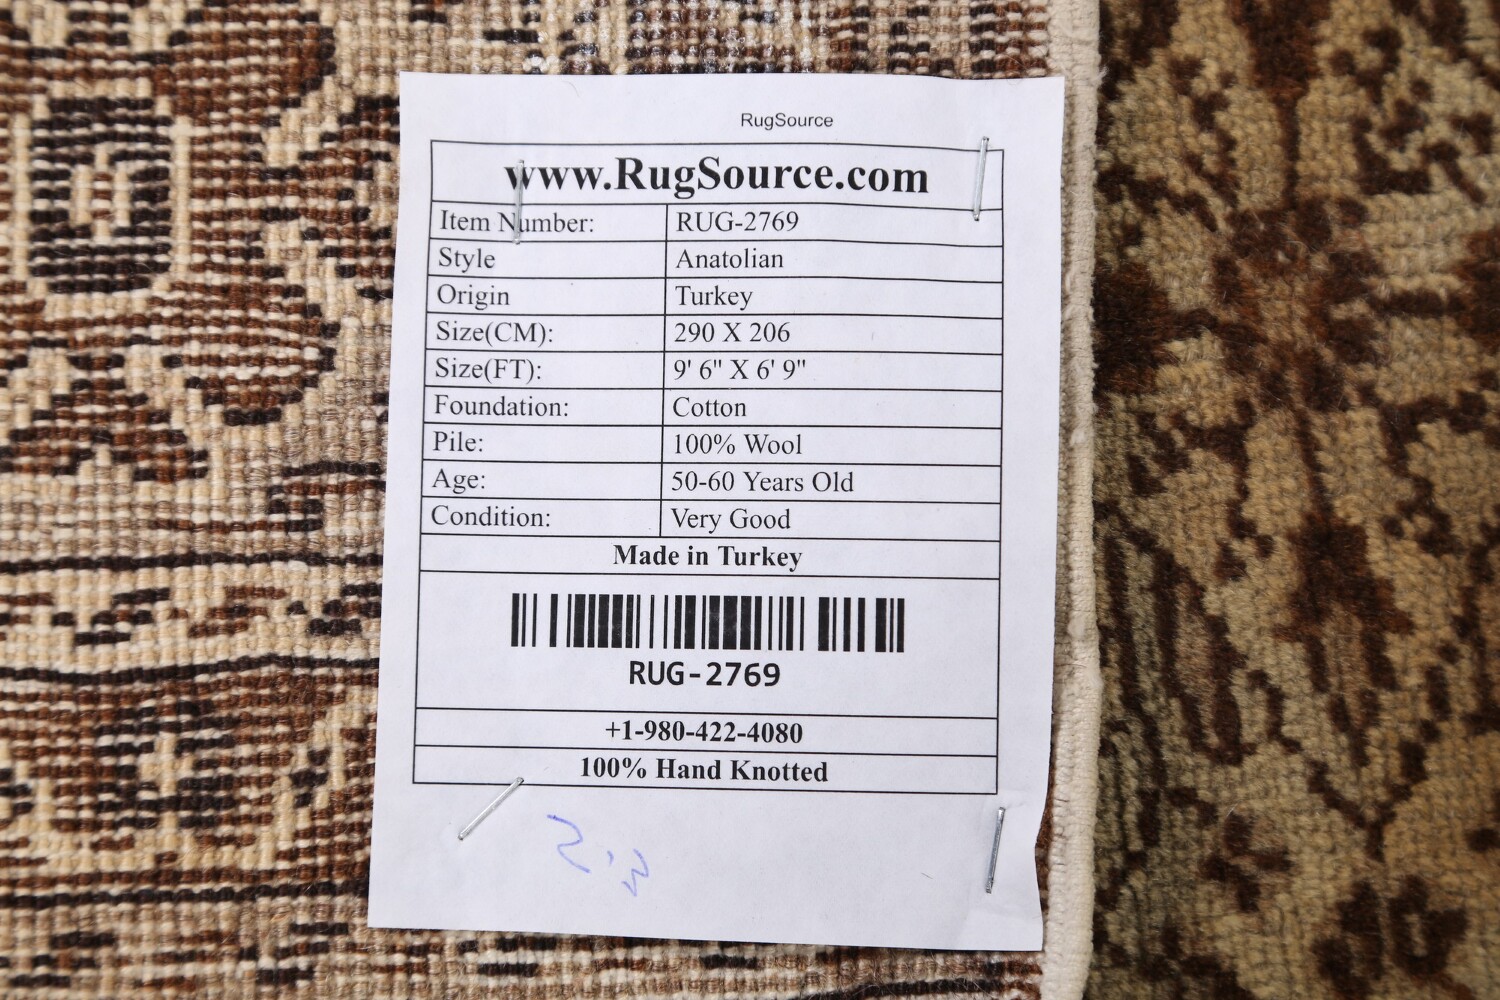 RugSource
www.RugSource.com
Item Number: RUG-2769
Style Anatolian
Origin Turkey
Size(CM): 290 X 206
Size(FT): 9' 6" X 6' 9"
Foundation: Cotton
Pile: 100% Wool
Age: 50-60 Years Old
Condition: Very Good
Made in Turkey
RUG-2769
+1-980-422-4080
100% Hand Knotted